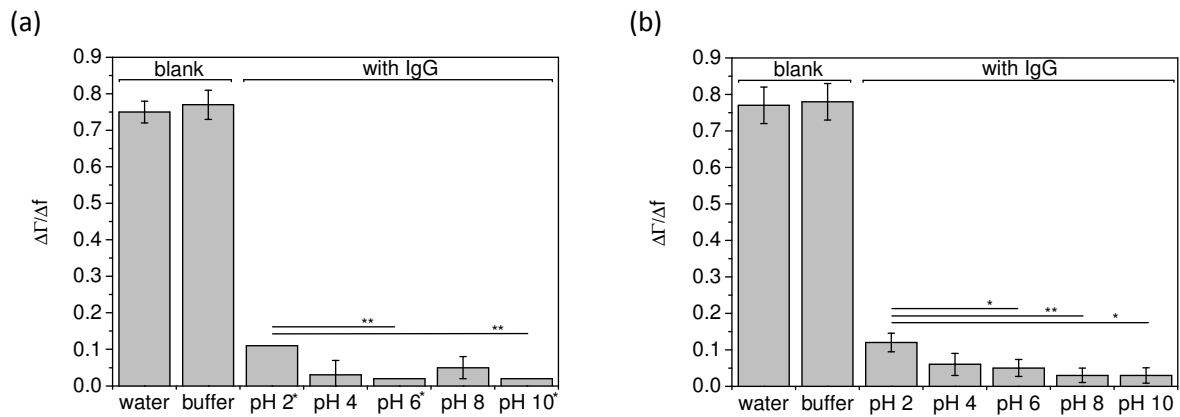 (a)
0.9
blank
with IgG
0.8
0.7
0.6
0.5
ΔΓ/Δf
0.4
0.3
0.2
**
**
0.1
0.0
water buffer pH 2* pH 4 pH 6* pH 8 pH 10*
(b)
0.9
blank
with IgG
0.8
0.7
0.6
0.5
ΔΓ/Δf
0.4
0.3
0.2
*
**
*
0.1
0.0
water buffer pH 2 pH 4 pH 6 pH 8 pH 10